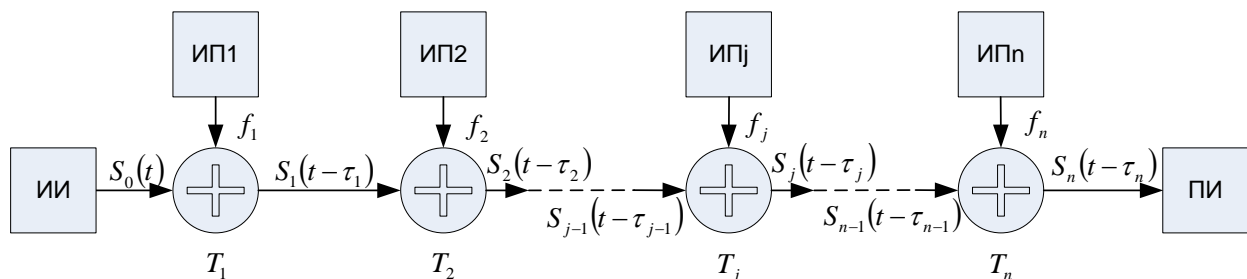 ИП1 ИП2 ИПj ИПn
f₁ f₂ f_j f_n
ИИ S₀(t) S₁(t−τ₁) S₂(t−τ₂) S_j(t−τ_j) S_n(t−τ_n) ПИ
S_{j−1}(t−τ_{j−1}) S_{n−1}(t−τ_{n−1})
T₁ T₂ T_j T_n